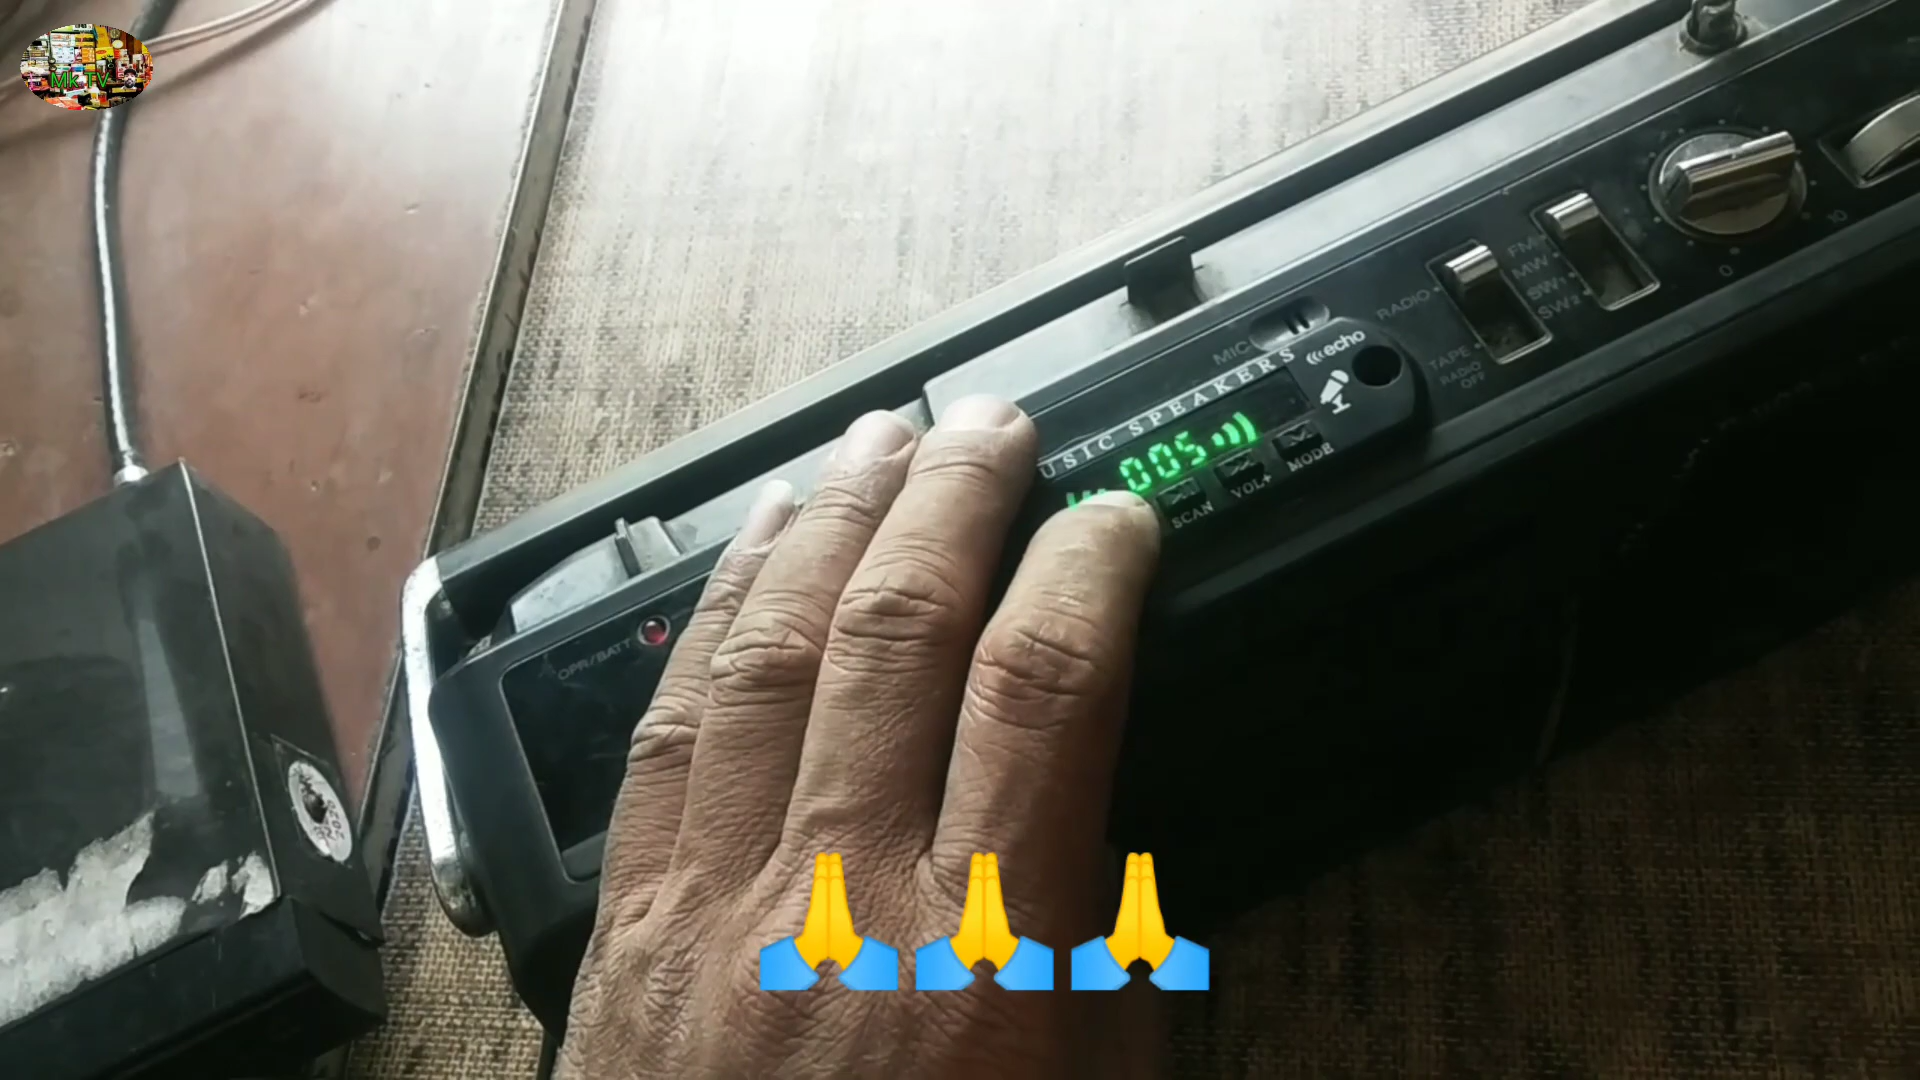 Mk TV
FM
MW
SW1
SW2
10
0
RADIO
TAPE
RADIO
OFF
MIC
echo
USIC SPEAKERS
005
SCAN
VOL+
MODE
OPR/BATT
2020